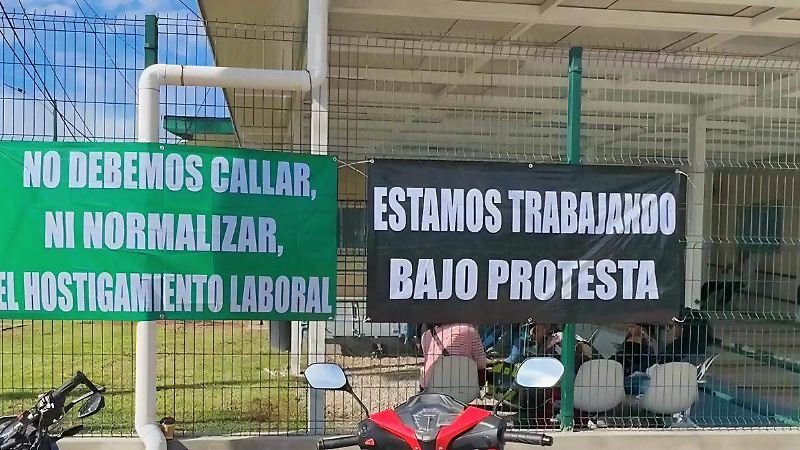 NO DEBEMOS CALLAR,
NI NORMALIZAR,
EL HOSTIGAMIENTO LABORAL
ESTAMOS TRABAJANDO
BAJO PROTESTA